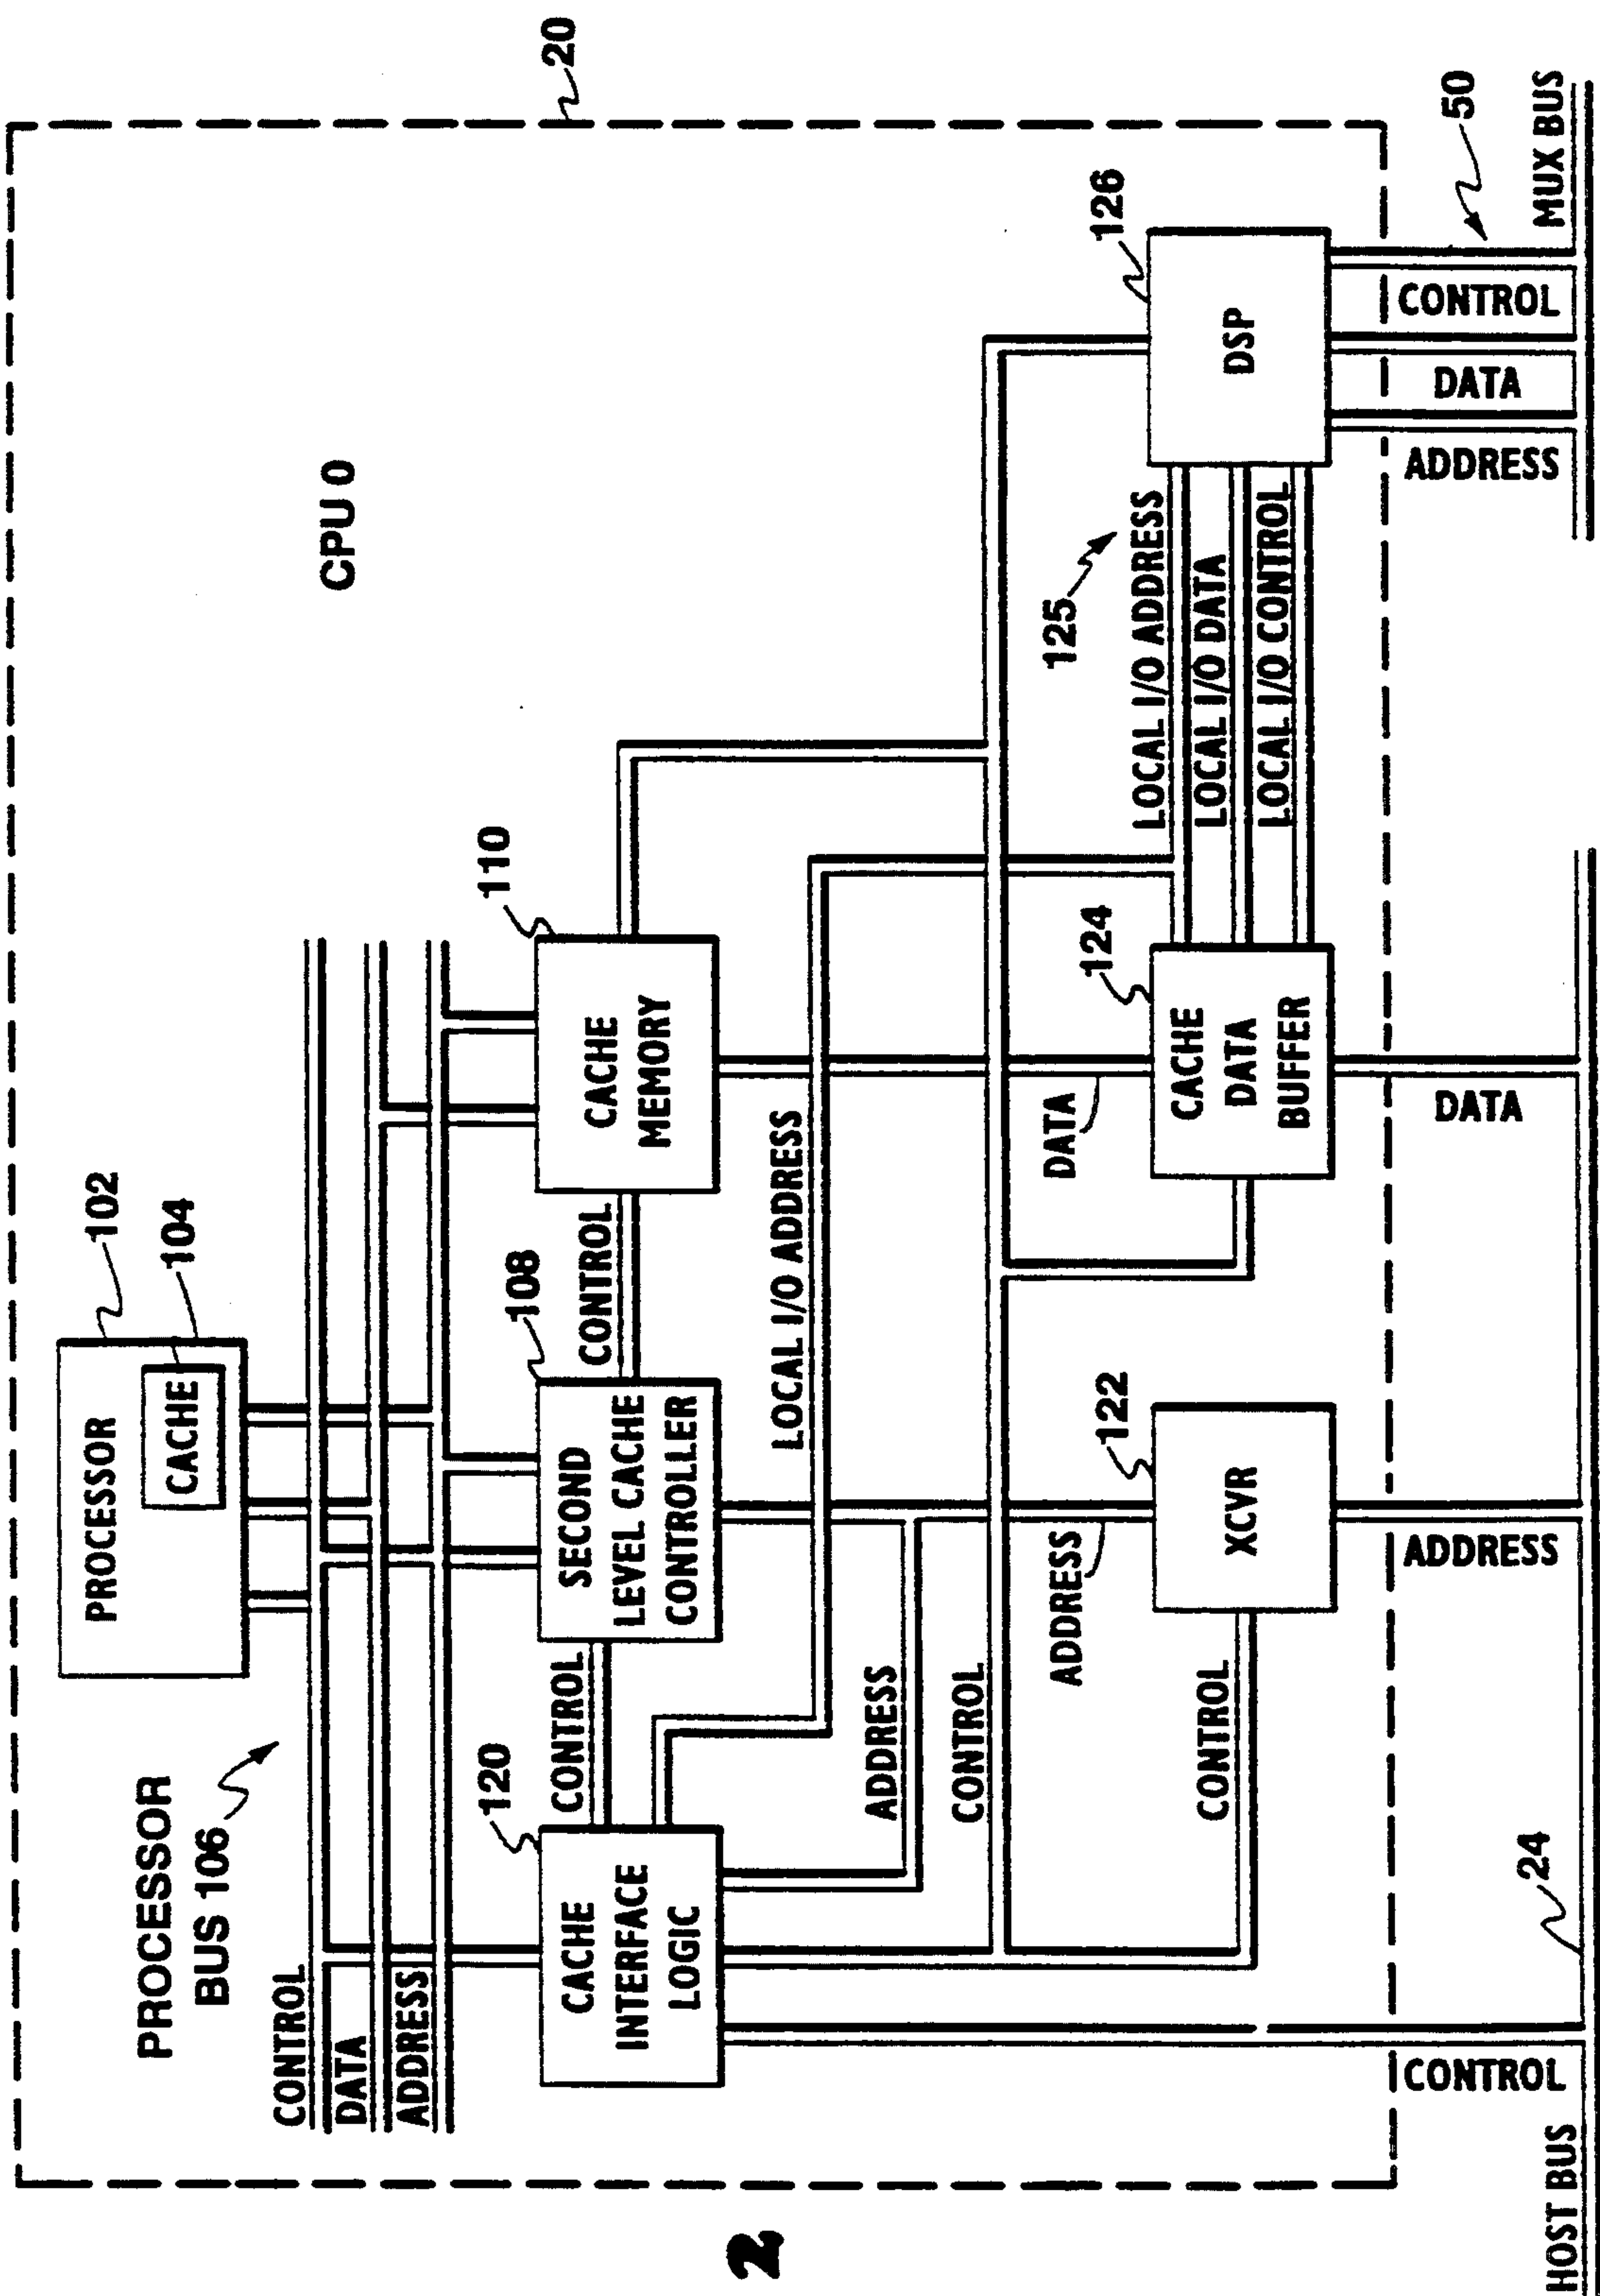 20
CPU 0
PROCESSOR
CACHE
102
104
PROCESSOR
BUS 106
CONTROL
DATA
ADDRESS
120
CACHE
INTERFACE
LOGIC
CONTROL
108
SECOND
LEVEL CACHE
CONTROLLER
CONTROL
110
CACHE
MEMORY
LOCAL I/O ADDRESS
ADDRESS
CONTROL
ADDRESS
DATA
125
CONTROL
122
XCVR
124
CACHE
DATA
BUFFER
LOCAL I/O ADDRESS
LOCAL I/O DATA
LOCAL I/O CONTROL
126
DSP
CONTROL
ADDRESS
DATA
ADDRESS
DATA
CONTROL
50
HOST BUS
24
MUX BUS
2